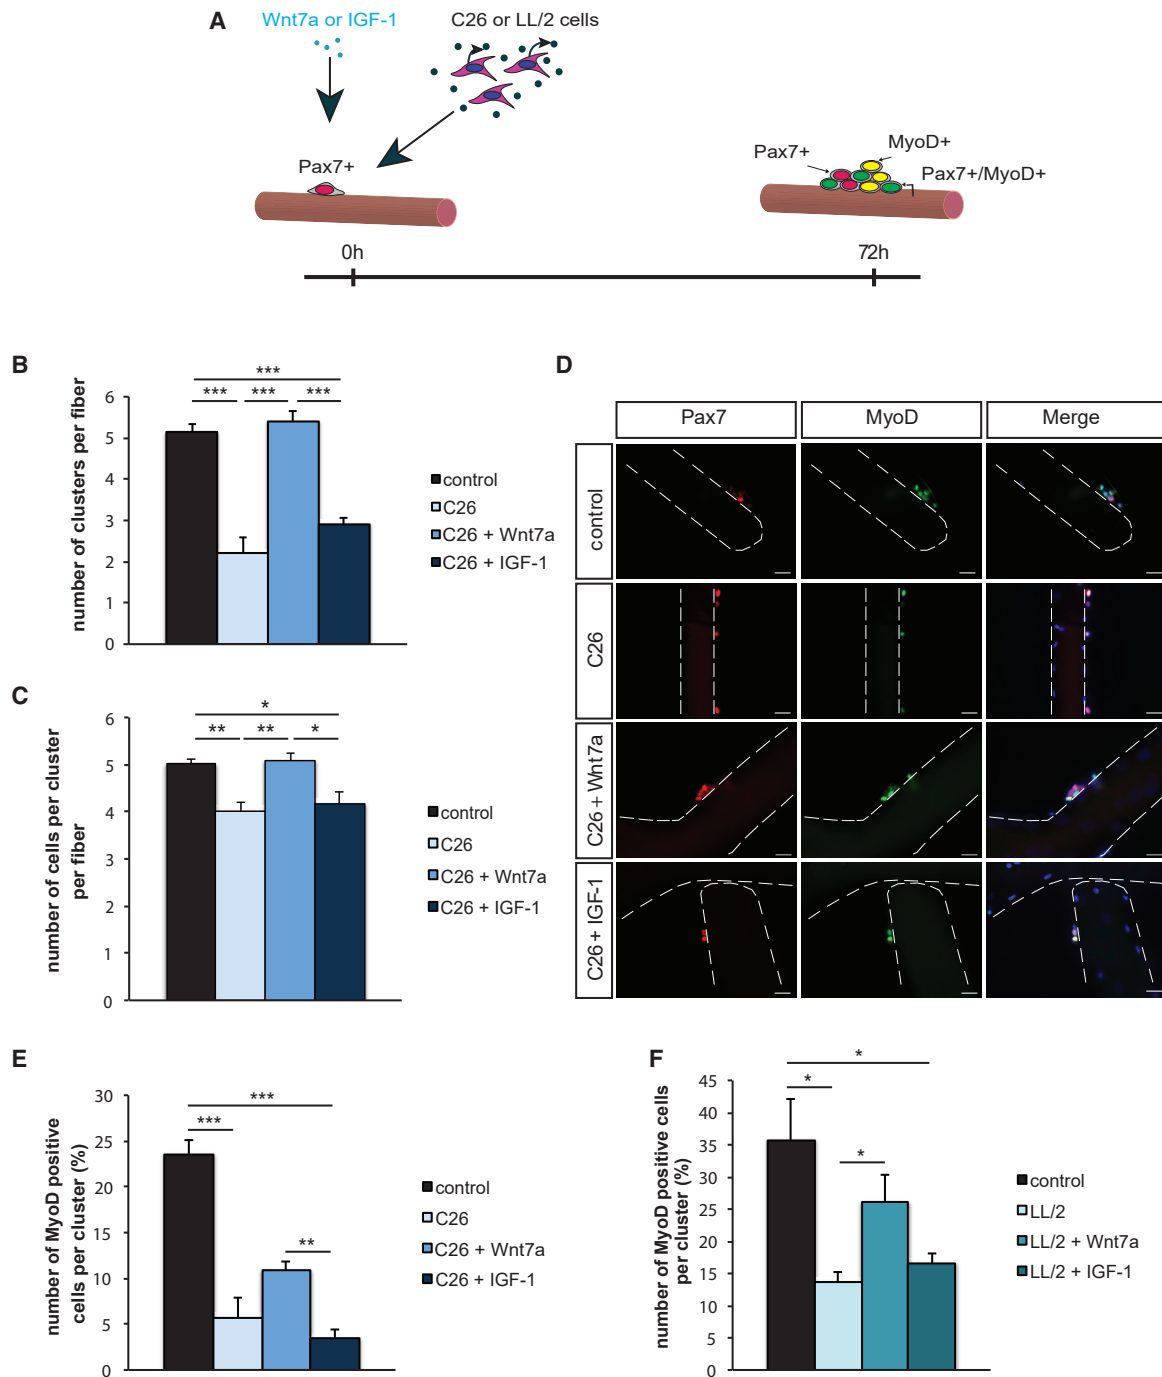 A
Wnt7a or IGF-1
C26 or LL/2 cells
Pax7+
Pax7+
MyoD+
Pax7+/MyoD+
0h
72h
B
number of clusters per fiber
6
5
4
3
2
1
0
***
*** *** ***
control
C26
C26 + Wnt7a
C26 + IGF-1
C
number of cells per cluster
per fiber
6
5
4
3
2
1
0
*
** ** *
control
C26
C26 + Wnt7a
C26 + IGF-1
D
Pax7 MyoD Merge
control
C26
C26 + Wnt7a
C26 + IGF-1
E
number of MyoD positive
cells per cluster (%)
30
25
20
15
10
5
0
***
***
**
control
C26
C26 + Wnt7a
C26 + IGF-1
F
number of MyoD positive cells
per cluster (%)
45
40
35
30
25
20
15
10
5
0
*
*
*
control
LL/2
LL/2 + Wnt7a
LL/2 + IGF-1